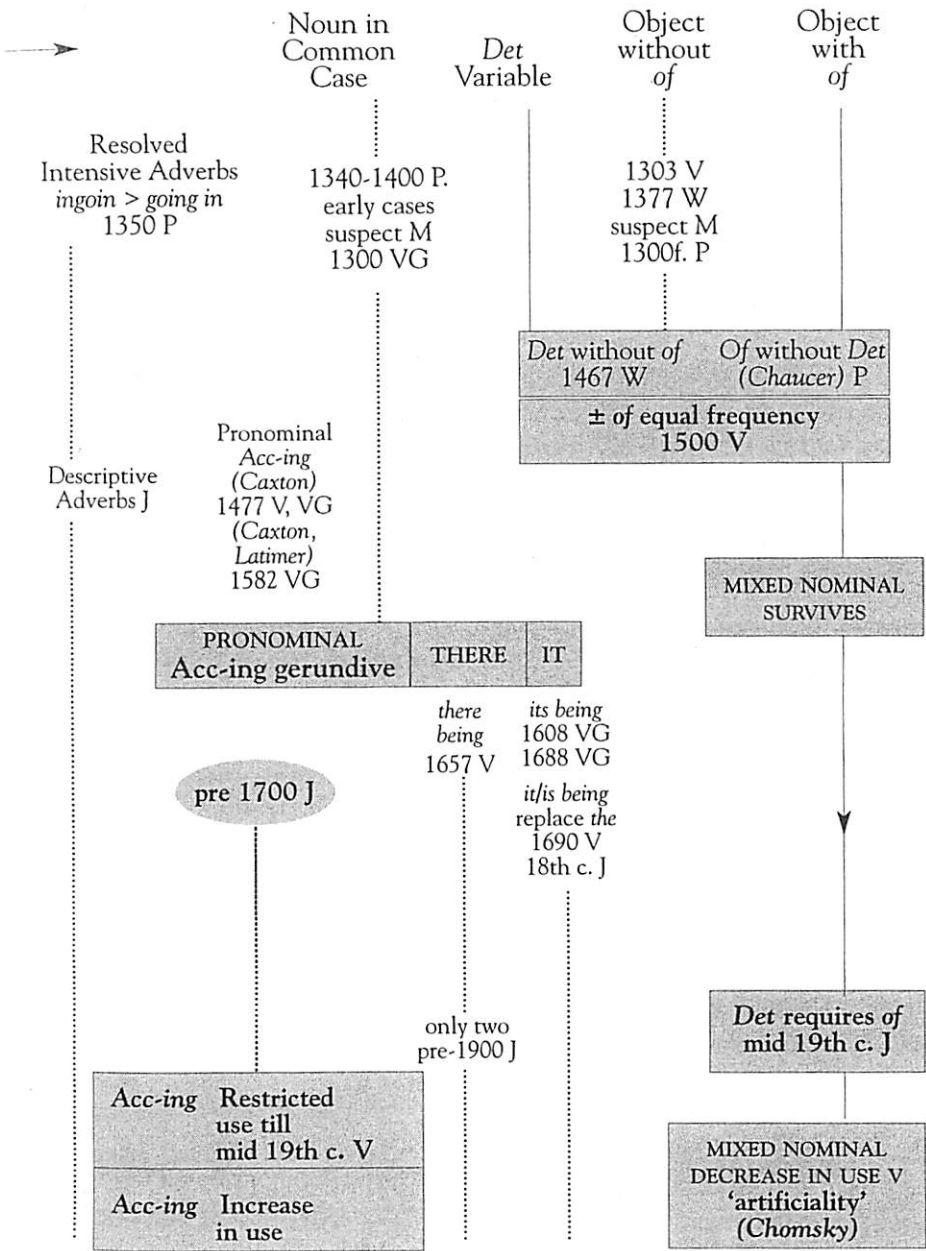 Noun in
Common
Case
Det
Variable
Object
without
of
Object
with
of
Resolved
Intensive Adverbs
ingoin > going in
1350 P
1340-1400 P.
early cases
suspect M
1300 VG
1303 V
1377 W
suspect M
1300f. P
Det without of
1467 W
Of without Det
(Chaucer) P
± of equal frequency
1500 V
Descriptive
Adverbs J
Pronominal
Acc-ing
(Caxton)
1477 V, VG
(Caxton,
Latimer)
1582 VG
MIXED NOMINAL
SURVIVES
PRONOMINAL
Acc-ing gerundive
THERE
IT
there
being
1657 V
its being
1608 VG
1688 VG
it/is being
replace the
1690 V
18th c. J
pre 1700 J
only two
pre-1900 J
Det requires of
mid 19th c. J
Acc-ing Restricted
use till
mid 19th c. V
Acc-ing Increase
in use
MIXED NOMINAL
DECREASE IN USE V
'artificiality'
(Chomsky)